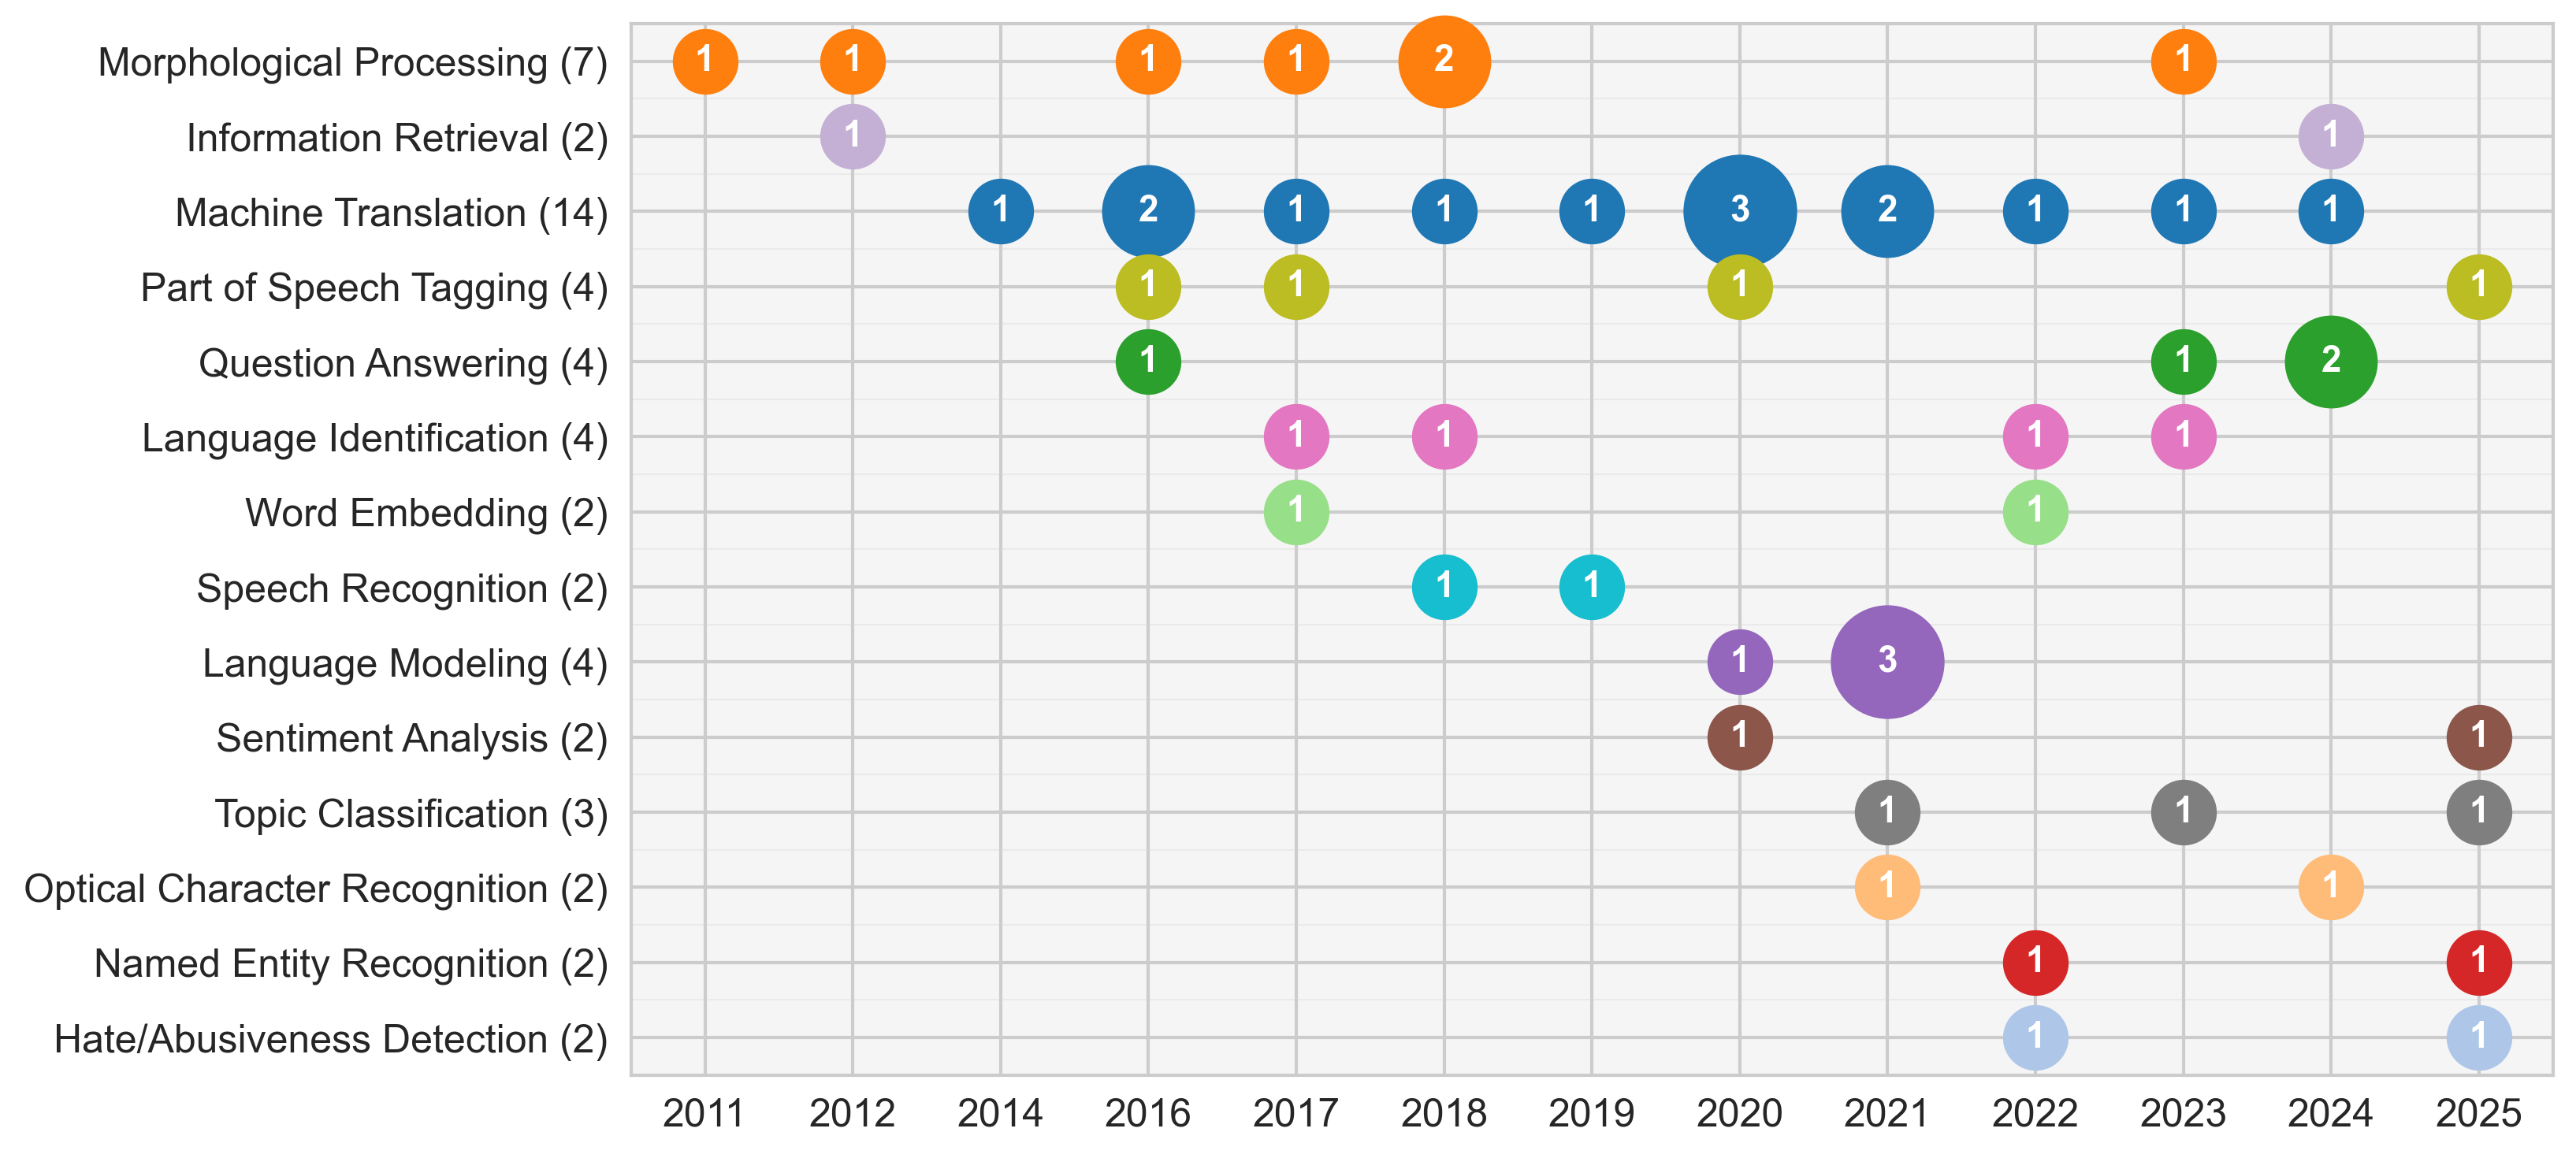 Morphological Processing (7) 1 1 1 1 2 1
Information Retrieval (2) 1 1
Machine Translation (14) 1 2 1 1 1 3 2 1 1 1
Part of Speech Tagging (4) 1 1 1 1
Question Answering (4) 1 1 2
Language Identification (4) 1 1 1 1
Word Embedding (2) 1 1
Speech Recognition (2) 1 1
Language Modeling (4) 1 3
Sentiment Analysis (2) 1 1
Topic Classification (3) 1 1 1
Optical Character Recognition (2) 1 1
Named Entity Recognition (2) 1 1
Hate/Abusiveness Detection (2) 1 1
2011 2012 2014 2016 2017 2018 2019 2020 2021 2022 2023 2024 2025